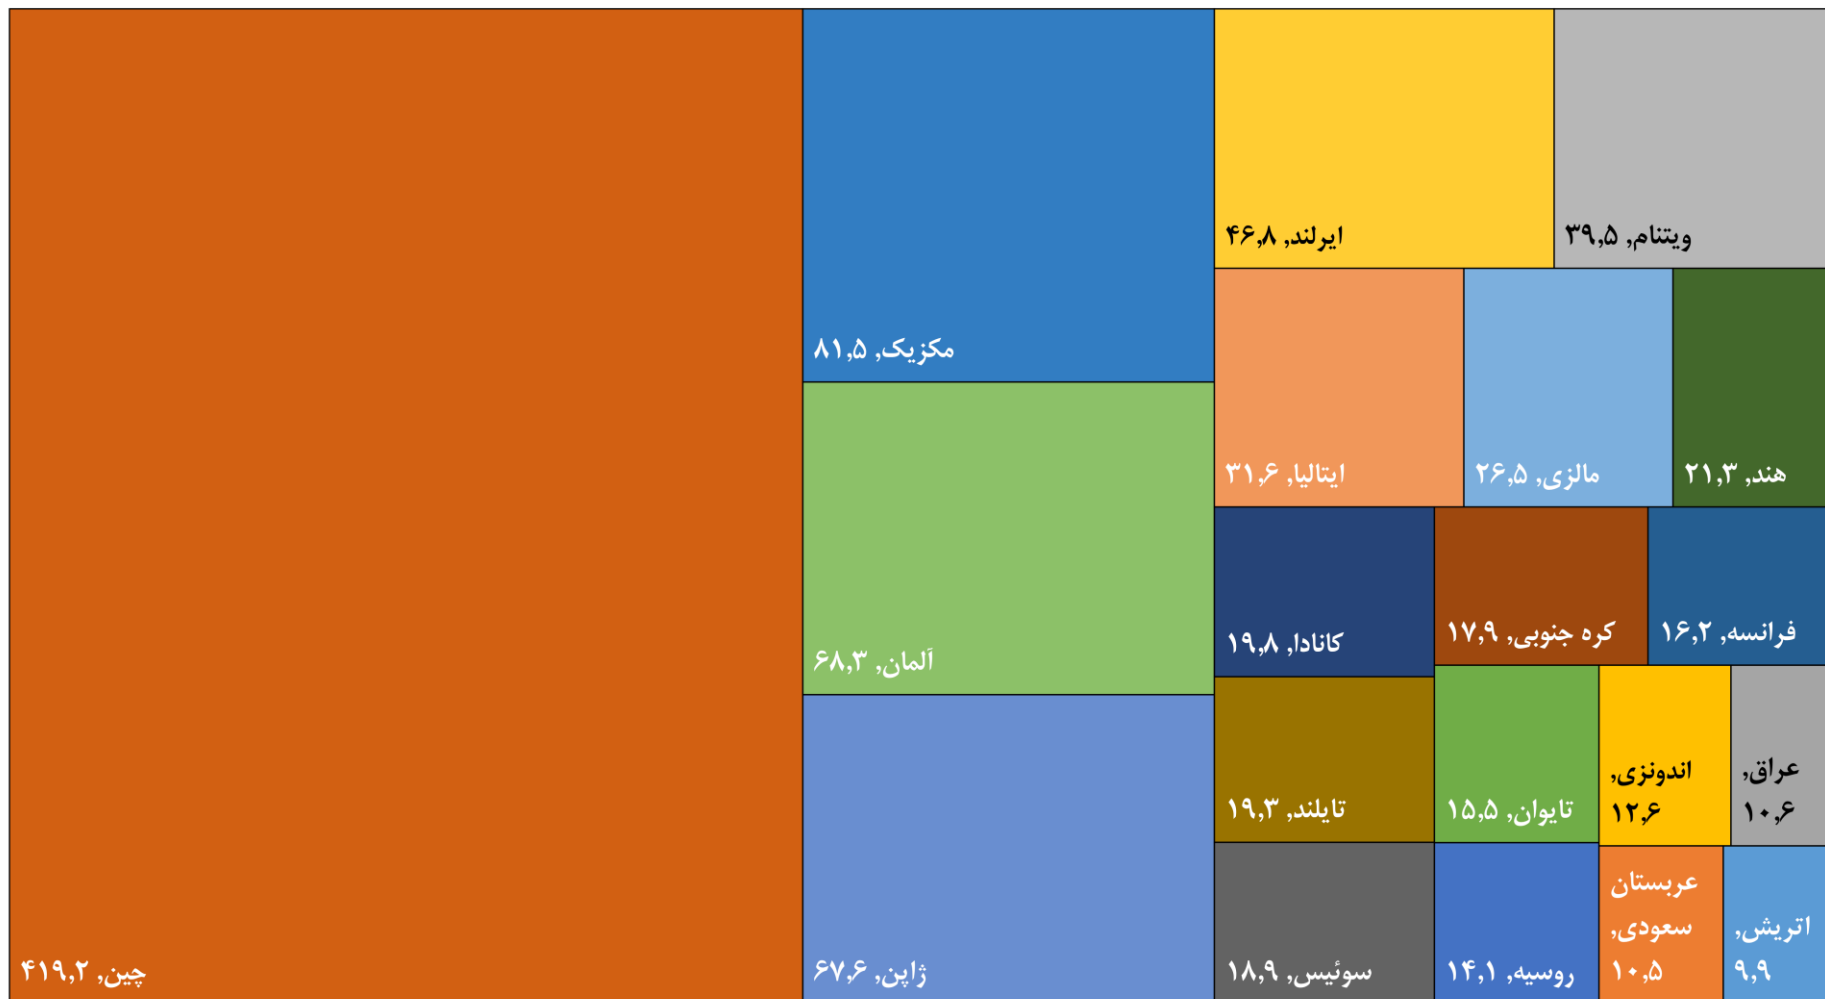 چین, ۴۱۹,۲
مکزیک, ۸۱,۵
آلمان, ۶۸,۳
ژاپن, ۶۷,۶
ایرلند, ۴۶,۸
ویتنام, ۳۹,۵
ایتالیا, ۳۱,۶
مالزی, ۲۶,۵
هند, ۲۱,۳
کانادا, ۱۹,۸
کره جنوبی, ۱۷,۹
فرانسه, ۱۶,۲
تایلند, ۱۹,۳
تایوان, ۱۵,۵
اندونزی,
۱۲,۶
عراق,
۱۰,۶
سوئیس, ۱۸,۹
روسیه, ۱۴,۱
عربستان
سعودی,
۱۰,۵
اتریش,
۹,۹